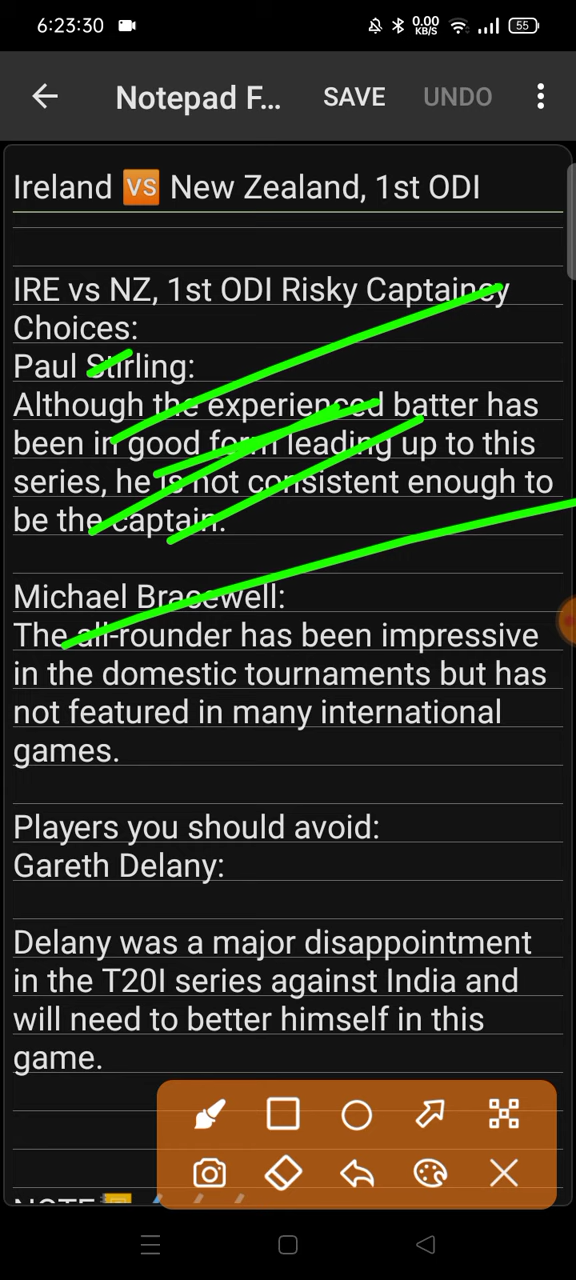 6:23:30
0.00
KB/S
55
Notepad F...
SAVE
UNDO
Ireland 🆚 New Zealand, 1st ODI
IRE vs NZ, 1st ODI Risky Captaincy
Choices:
Paul Stirling:
Although the experienced batter has
been in good form leading up to this
series, he is not consistent enough to
be the captain.
Michael Bracewell:
The all-rounder has been impressive
in the domestic tournaments but has
not featured in many international
games.
Players you should avoid:
Gareth Delany:
Delany was a major disappointment
in the T20I series against India and
will need to better himself in this
game.
NOTE